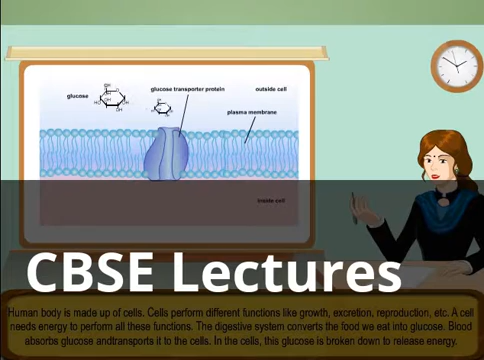 glucose
glucose transporter protein
outside cell
plasma membrane
inside cell
CBSE Lectures
Human body is made up of cells. Cells perform different functions like growth, excretion, reproduction, etc. A cell
needs energy to perform all these functions. The digestive system converts the food we eat into glucose. Blood
absorbs glucose andtransports it to the cells. In the cells, this glucose is broken down to release energy.